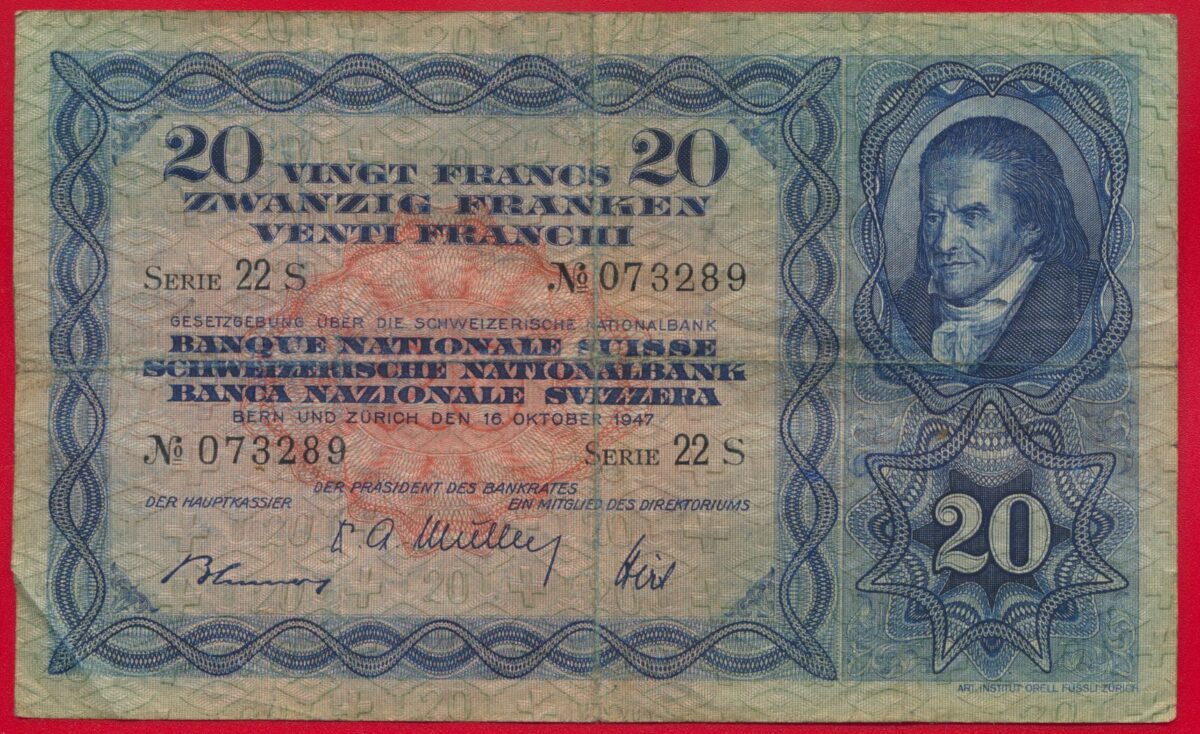 20 VINGT FRANCS 20
ZWANZIG FRANKEN
VENTI FRANCHI
SERIE 22 S № 073289
GESETZGEBUNG ÜBER DIE SCHWEIZERISCHE NATIONALBANK
BANQUE NATIONALE SUISSE
SCHWEIZERISCHE NATIONALBANK
BANCA NAZIONALE SVIZZERA
BERN UND ZÜRICH DEN 16 OKTOBER 1947
№ 073289 SERIE 22 S
DER PRÄSIDENT DES BANKRATES
DER HAUPTKASSIER EIN MITGLIED DES DIREKTORIUMS
Müller
Hirs
20
ART. INSTITUT ORELL FÜSSLI ZÜRICH